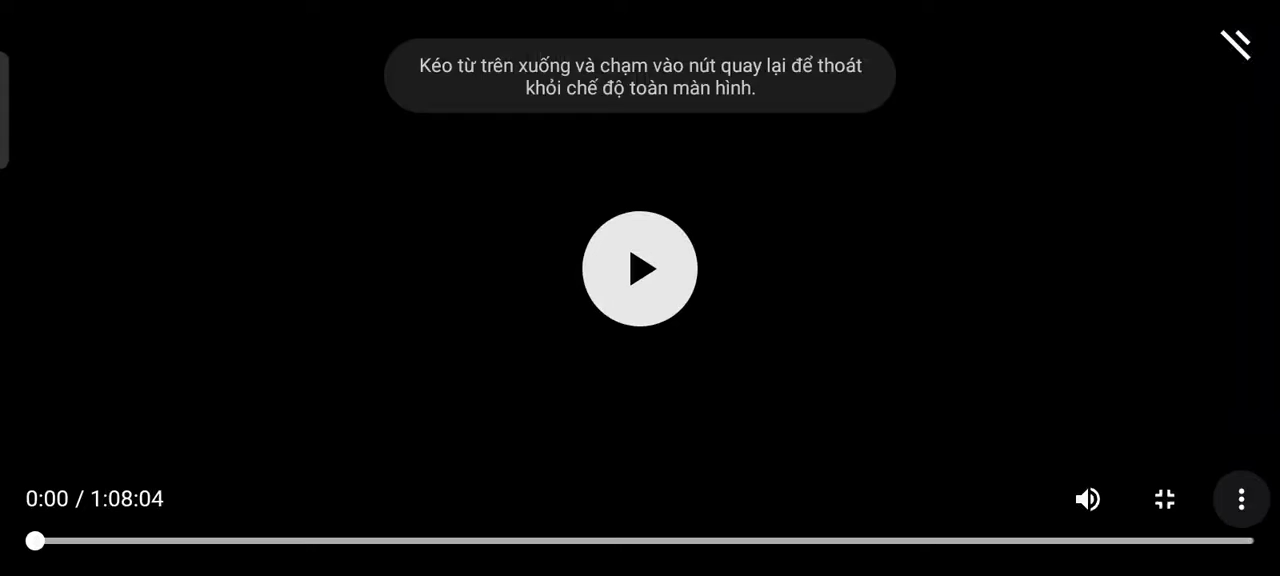 Kéo từ trên xuống và chạm vào nút quay lại để thoát
khỏi chế độ toàn màn hình.
0:00 / 1:08:04